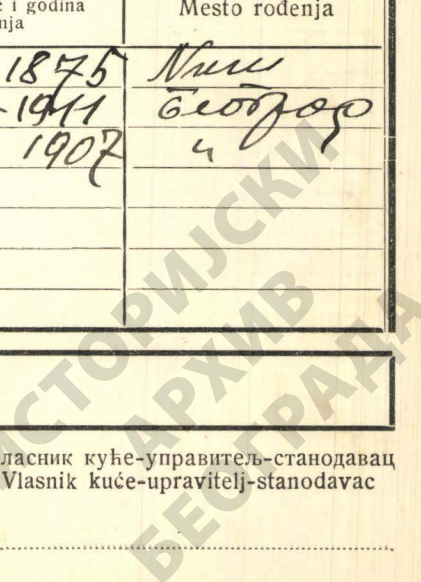 с i godina Mesto rođenja
nja
1875 Ниш
-1911 Београд
1907 "
ИСТОРИЈСКИ
АРХИВ
БЕОГРАДА
ласник куће-управитељ-станодавац
Vlasnik kuće-upravitelj-stanodavac